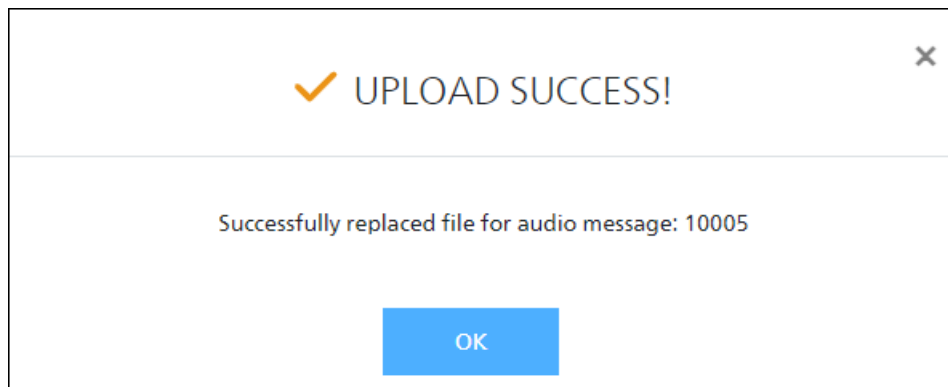 UPLOAD SUCCESS!
Successfully replaced file for audio message: 10005
OK